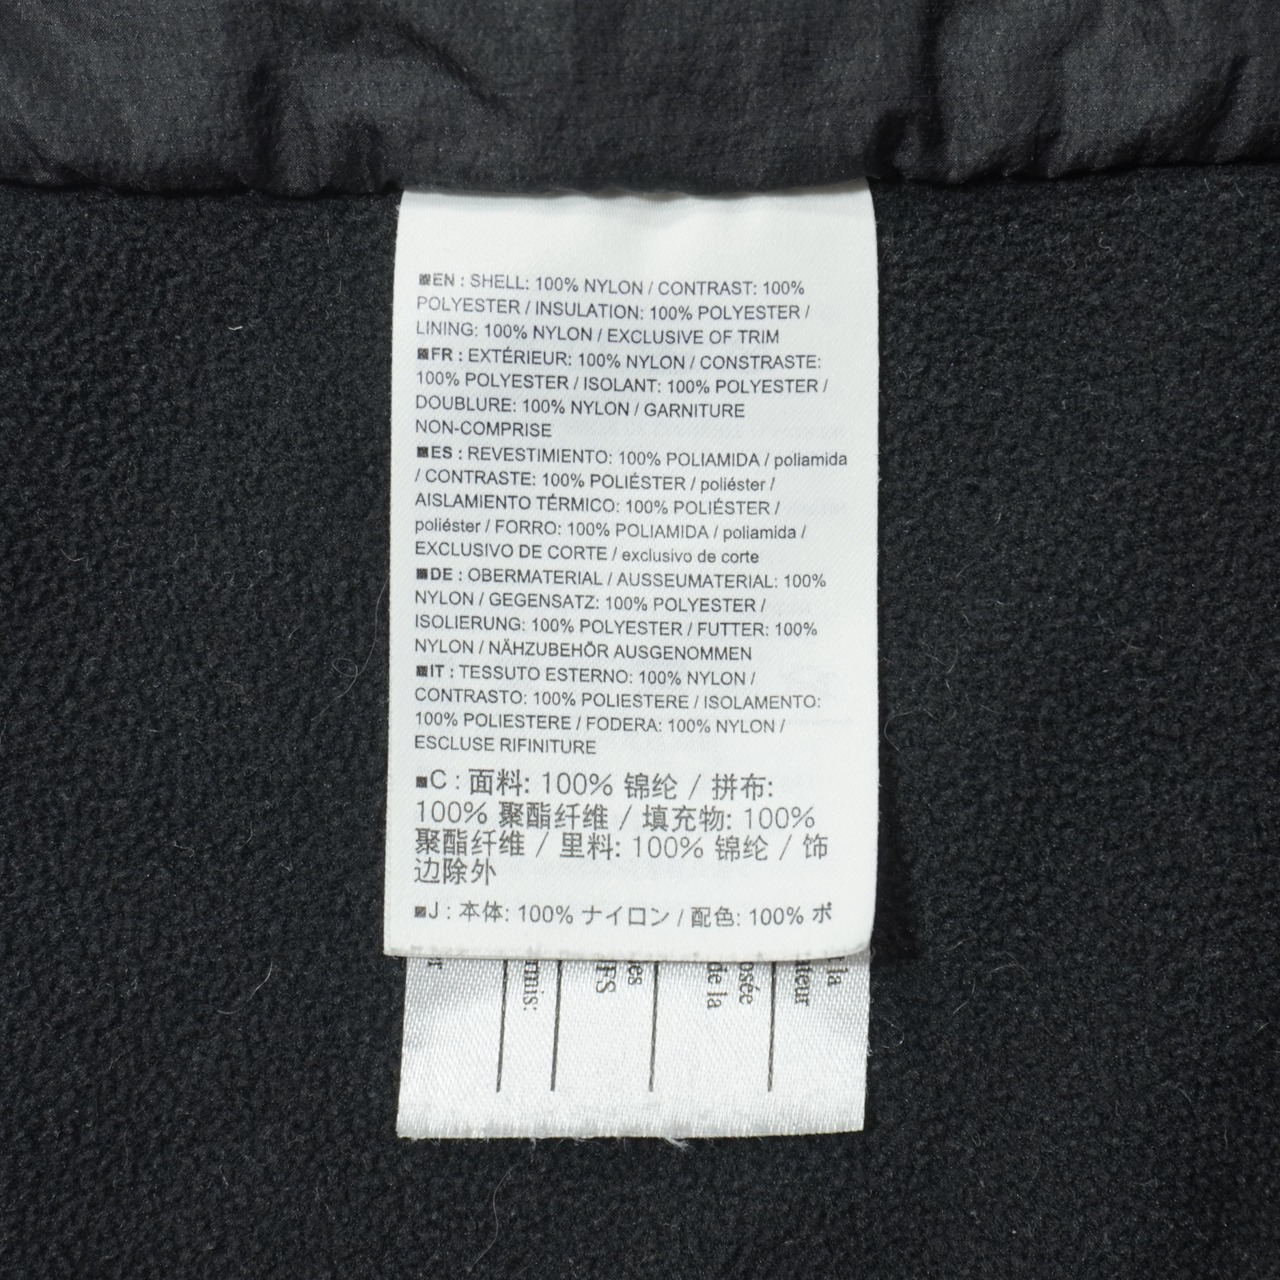 EN : SHELL: 100% NYLON / CONTRAST: 100%
POLYESTER / INSULATION: 100% POLYESTER /
LINING: 100% NYLON / EXCLUSIVE OF TRIM
FR : EXTÉRIEUR: 100% NYLON / CONSTRASTE:
100% POLYESTER / ISOLANT: 100% POLYESTER /
DOUBLURE: 100% NYLON / GARNITURE
NON-COMPRISE
ES : REVESTIMIENTO: 100% POLIAMIDA / poliamida
/ CONTRASTE: 100% POLIÉSTER / poliéster /
AISLAMIENTO TÉRMICO: 100% POLIÉSTER /
poliéster / FORRO: 100% POLIAMIDA / poliamida /
EXCLUSIVO DE CORTE / exclusivo de corte
DE : OBERMATERIAL / AUSSEUMATERIAL: 100%
NYLON / GEGENSATZ: 100% POLYESTER /
ISOLIERUNG: 100% POLYESTER / FUTTER: 100%
NYLON / NÄHZUBEHÖR AUSGENOMMEN
IT : TESSUTO ESTERNO: 100% NYLON /
CONTRASTO: 100% POLIESTERE / ISOLAMENTO:
100% POLIESTERE / FODERA: 100% NYLON /
ESCLUSE RIFINITURE
C : 面料: 100% 锦纶 / 拼布:
100% 聚酯纤维 / 填充物: 100%
聚酯纤维 / 里料: 100% 锦纶 / 饰
边除外
J : 本体: 100% ナイロン / 配色: 100% ポ
la
de la